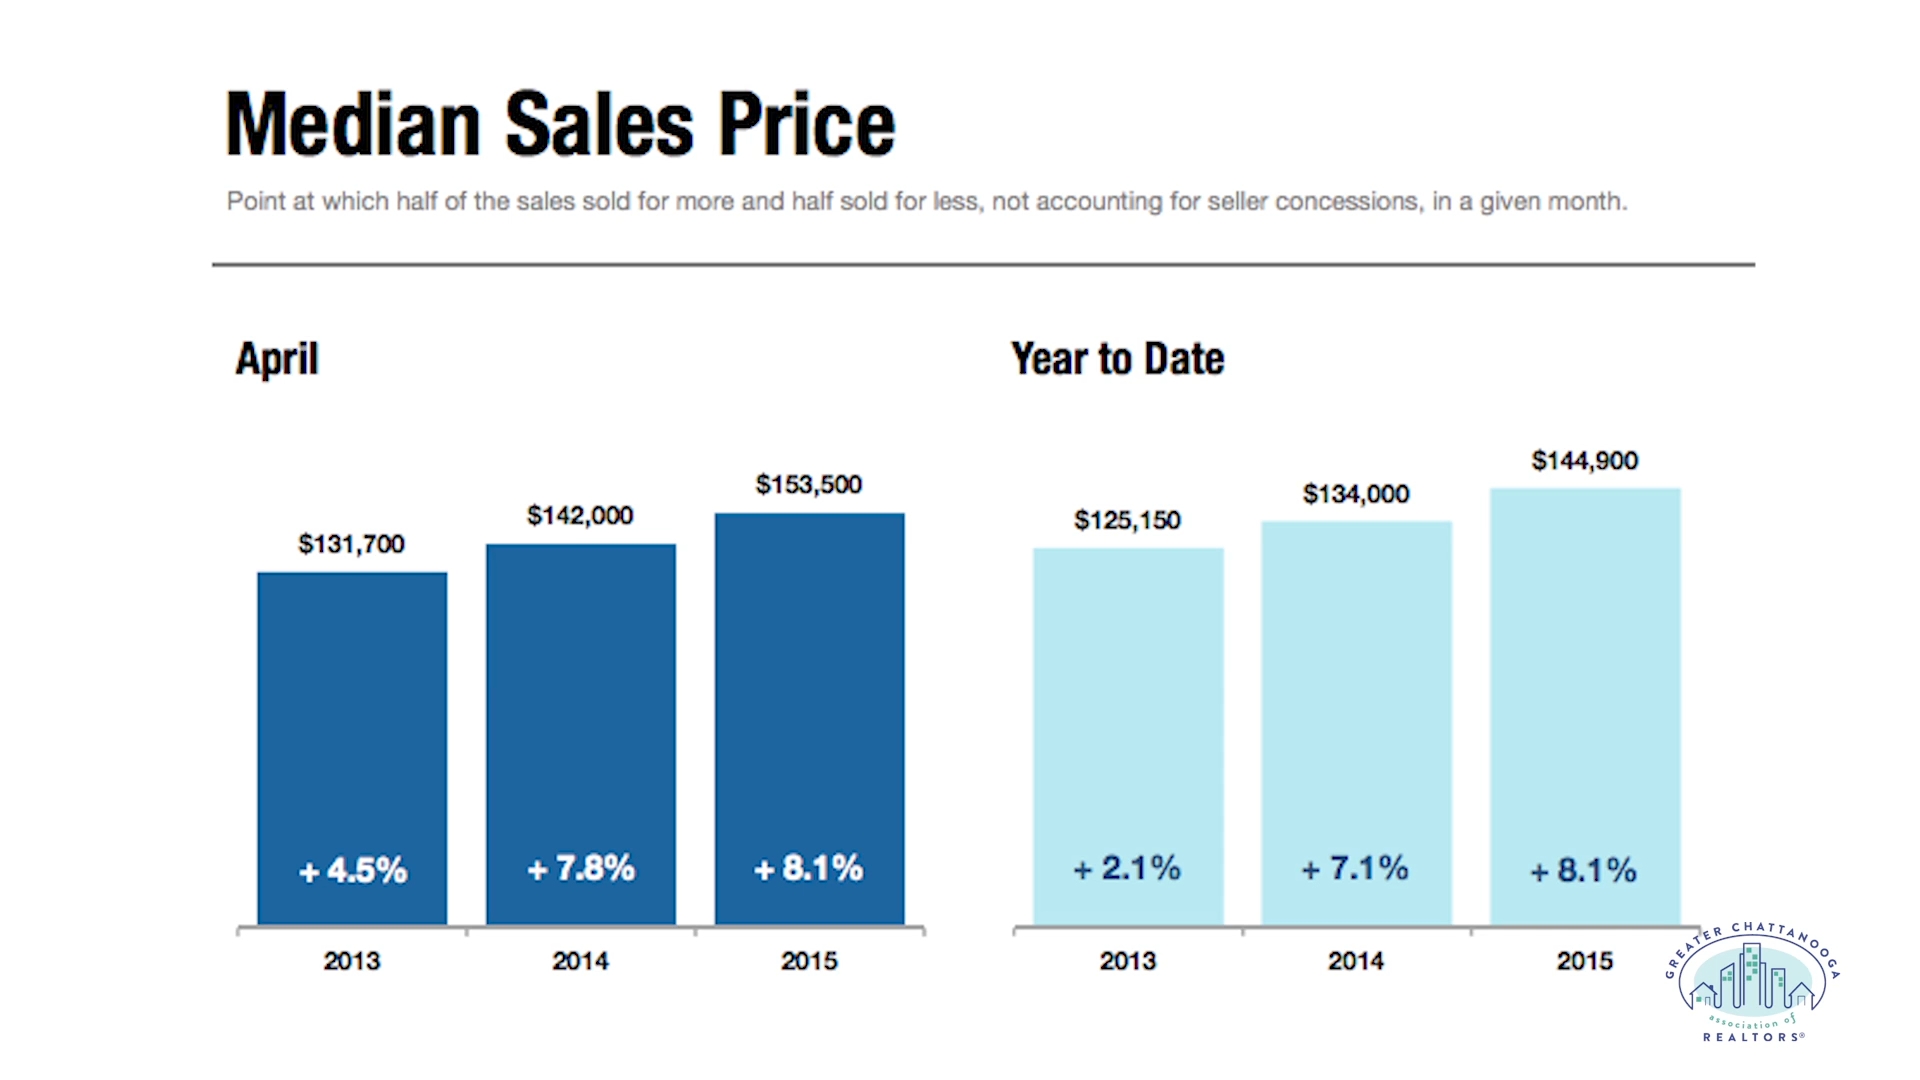 Median Sales Price
Point at which half of the sales sold for more and half sold for less, not accounting for seller concessions, in a given month.
April
$131,700
$142,000
$153,500
+ 4.5%
+ 7.8%
+ 8.1%
2013
2014
2015
Year to Date
$125,150
$134,000
$144,900
+ 2.1%
+ 7.1%
+ 8.1%
2013
2014
2015
GREATER CHATTANOOGA
association of
REALTORS®